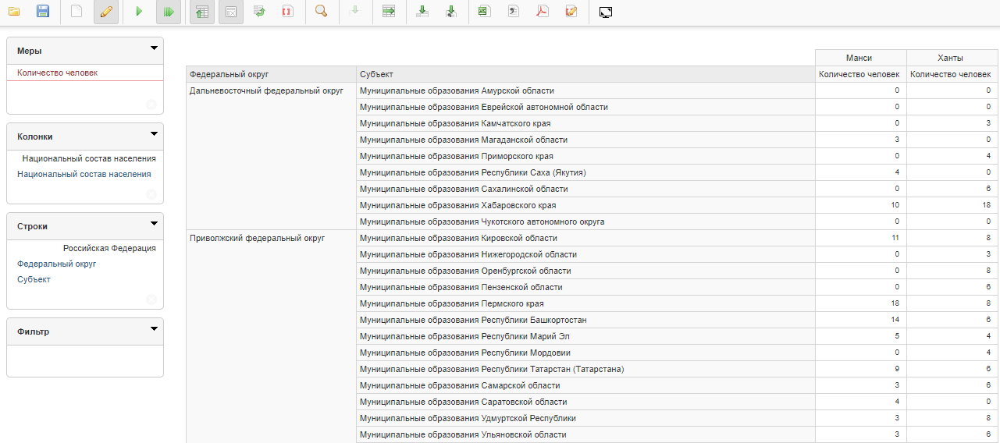 Меры
Количество человек
Колонки
Национальный состав населения
Национальный состав населения
Строки
Российская Федерация
Федеральный округ
Субъект
Фильтр
Манси Ханты
Федеральный округ Субъект Количество человек Количество человек
Дальневосточный федеральный округ Муниципальные образования Амурской области 0 0
Муниципальные образования Еврейской автономной области 0 0
Муниципальные образования Камчатского края 0 3
Муниципальные образования Магаданской области 3 0
Муниципальные образования Приморского края 0 4
Муниципальные образования Республики Саха (Якутия) 4 0
Муниципальные образования Сахалинской области 0 6
Муниципальные образования Хабаровского края 10 18
Муниципальные образования Чукотского автономного округа 0 0
Приволжский федеральный округ Муниципальные образования Кировской области 11 8
Муниципальные образования Нижегородской области 0 3
Муниципальные образования Оренбургской области 0 8
Муниципальные образования Пензенской области 0 6
Муниципальные образования Пермского края 18 8
Муниципальные образования Республики Башкортостан 14 6
Муниципальные образования Республики Марий Эл 5 4
Муниципальные образования Республики Мордовии 0 4
Муниципальные образования Республики Татарстан (Татарстана) 9 6
Муниципальные образования Самарской области 3 6
Муниципальные образования Саратовской области 4 0
Муниципальные образования Удмуртской Республики 3 8
Муниципальные образования Ульяновской области 3 6